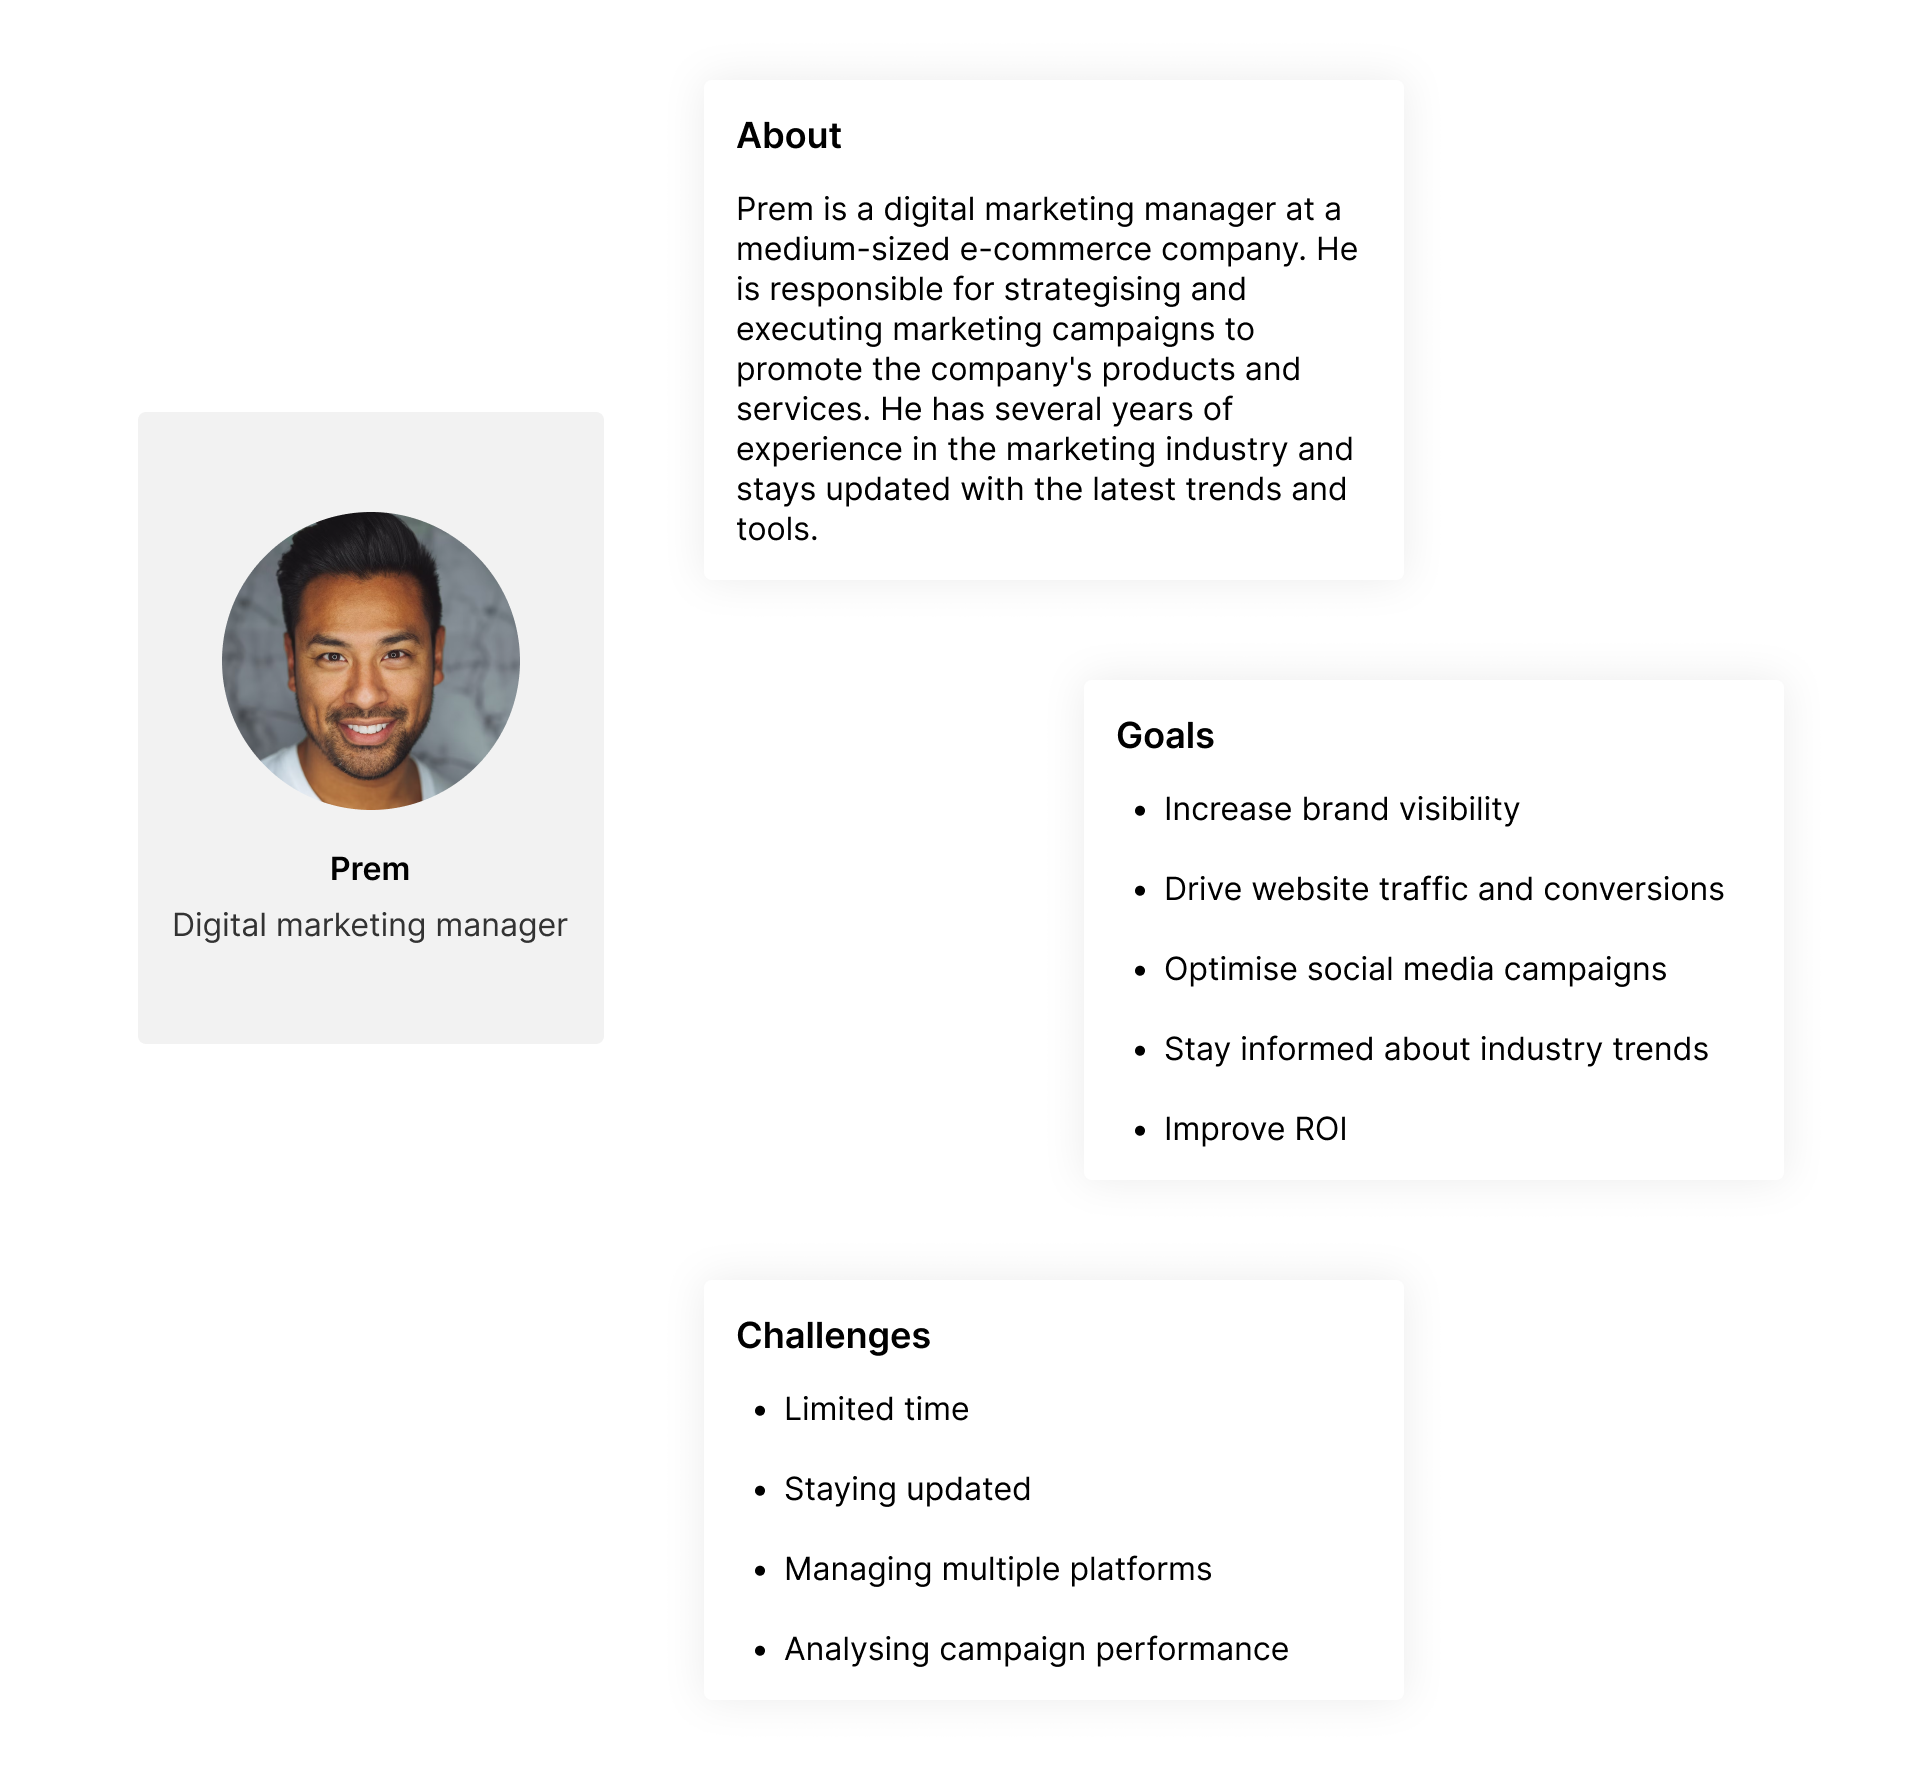 Prem
Digital marketing manager
About
Prem is a digital marketing manager at a
medium-sized e-commerce company. He
is responsible for strategising and
executing marketing campaigns to
promote the company's products and
services. He has several years of
experience in the marketing industry and
stays updated with the latest trends and
tools.
Goals
• Increase brand visibility
• Drive website traffic and conversions
• Optimise social media campaigns
• Stay informed about industry trends
• Improve ROI
Challenges
• Limited time
• Staying updated
• Managing multiple platforms
• Analysing campaign performance